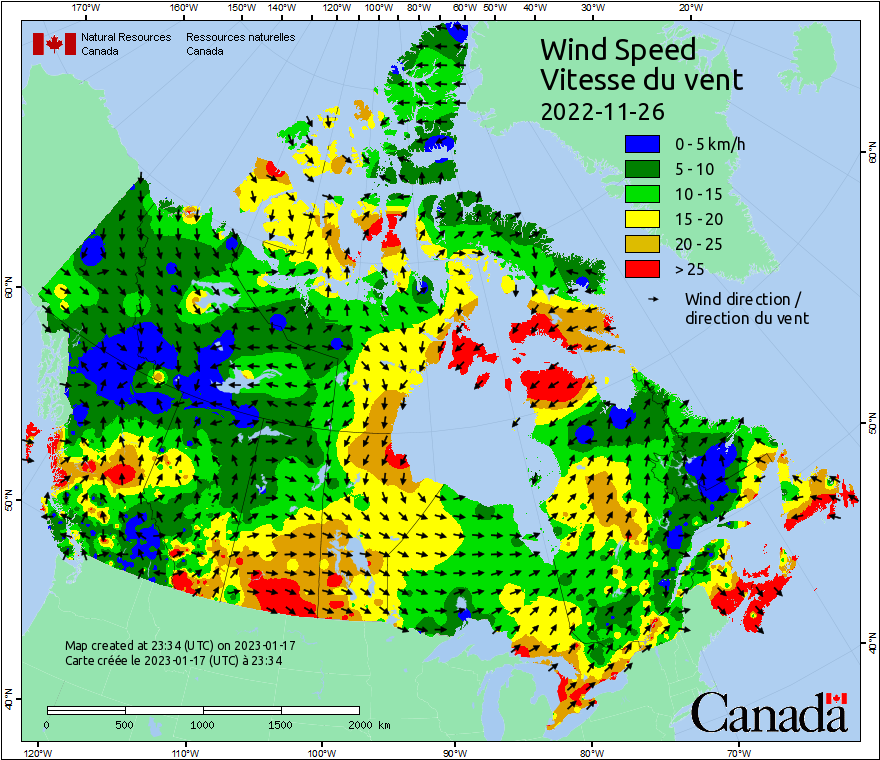 170°W 160°W 150°W 140°W 120°W 100°W 80°W 60°W 50°W 40°W 30°W 20°W
Natural Resources Ressources naturelles
Canada Canada
Wind Speed
Vitesse du vent
2022-11-26
0 - 5 km/h
5 - 10
10 - 15
15 - 20
20 - 25
> 25
Wind direction /
direction du vent
60°N
60°N
50°N
50°N
40°N
40°N
Map created at 23:34 (UTC) on 2023-01-17
Carte créée le 2023-01-17 (UTC) à 23:34
0 500 1000 1500 2000 km
Canada
120°W 110°W 100°W 90°W 80°W 70°W